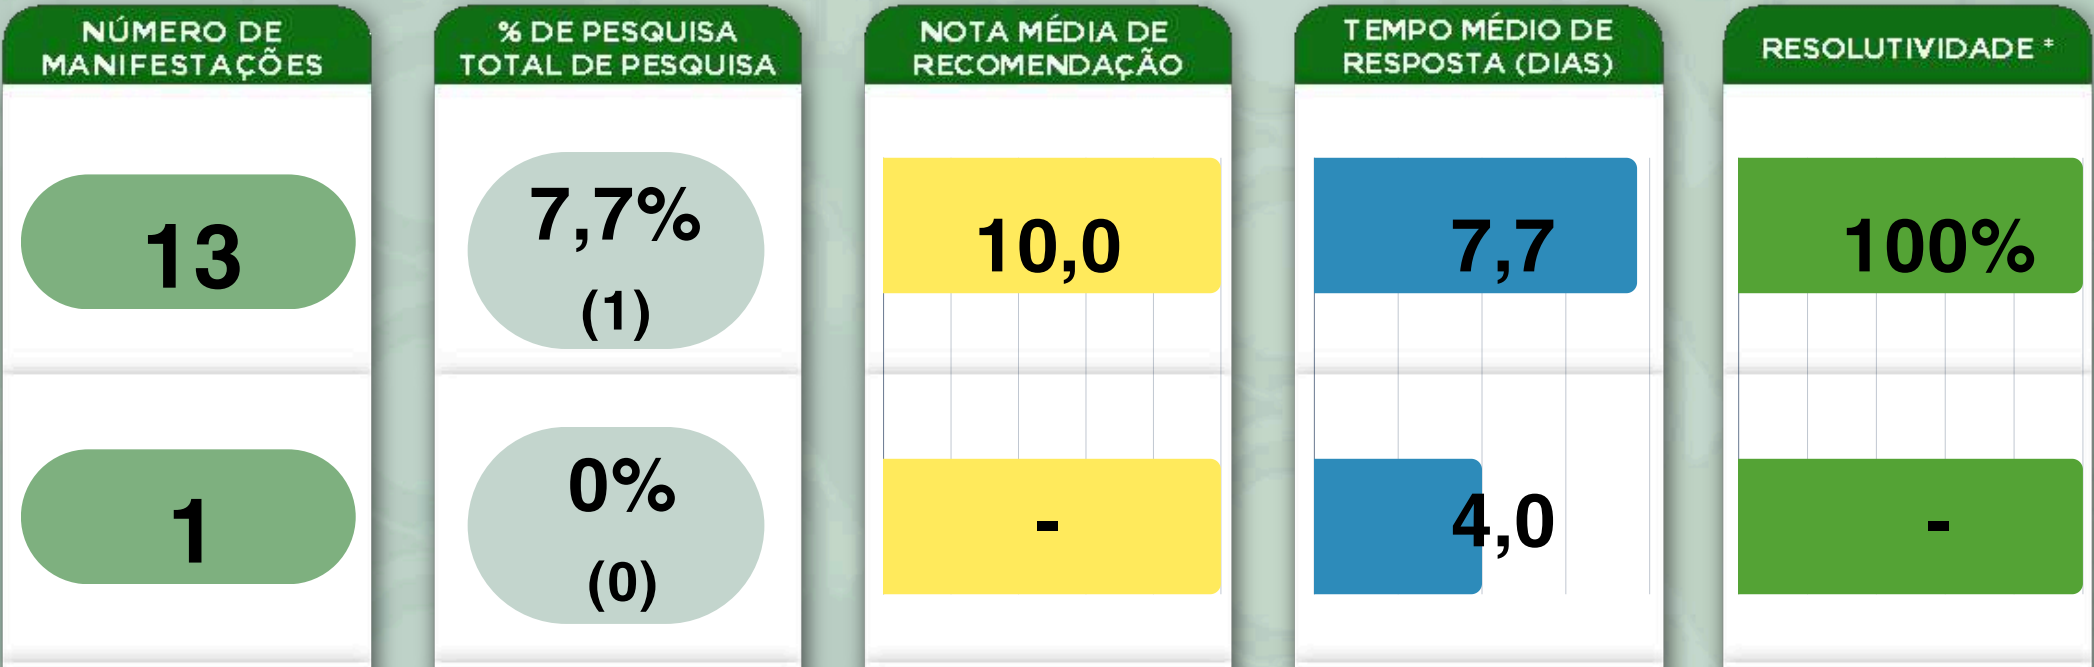 NÚMERO DE
MANIFESTAÇÕES
% DE PESQUISA
TOTAL DE PESQUISA
NOTA MÉDIA DE
RECOMENDAÇÃO
TEMPO MÉDIO DE
RESPOSTA (DIAS)
RESOLUTIVIDADE *
13
7,7%
(1)
10,0
7,7
100%
1
0%
(0)
-
4,0
-